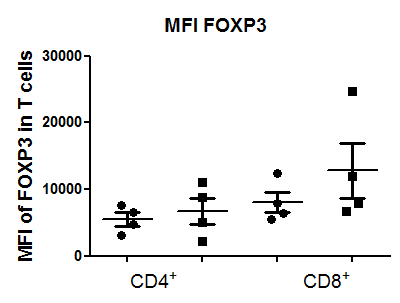 MFI FOXP3
MFI of FOXP3 in T cells
30000
20000
10000
0
CD4⁺
CD8⁺